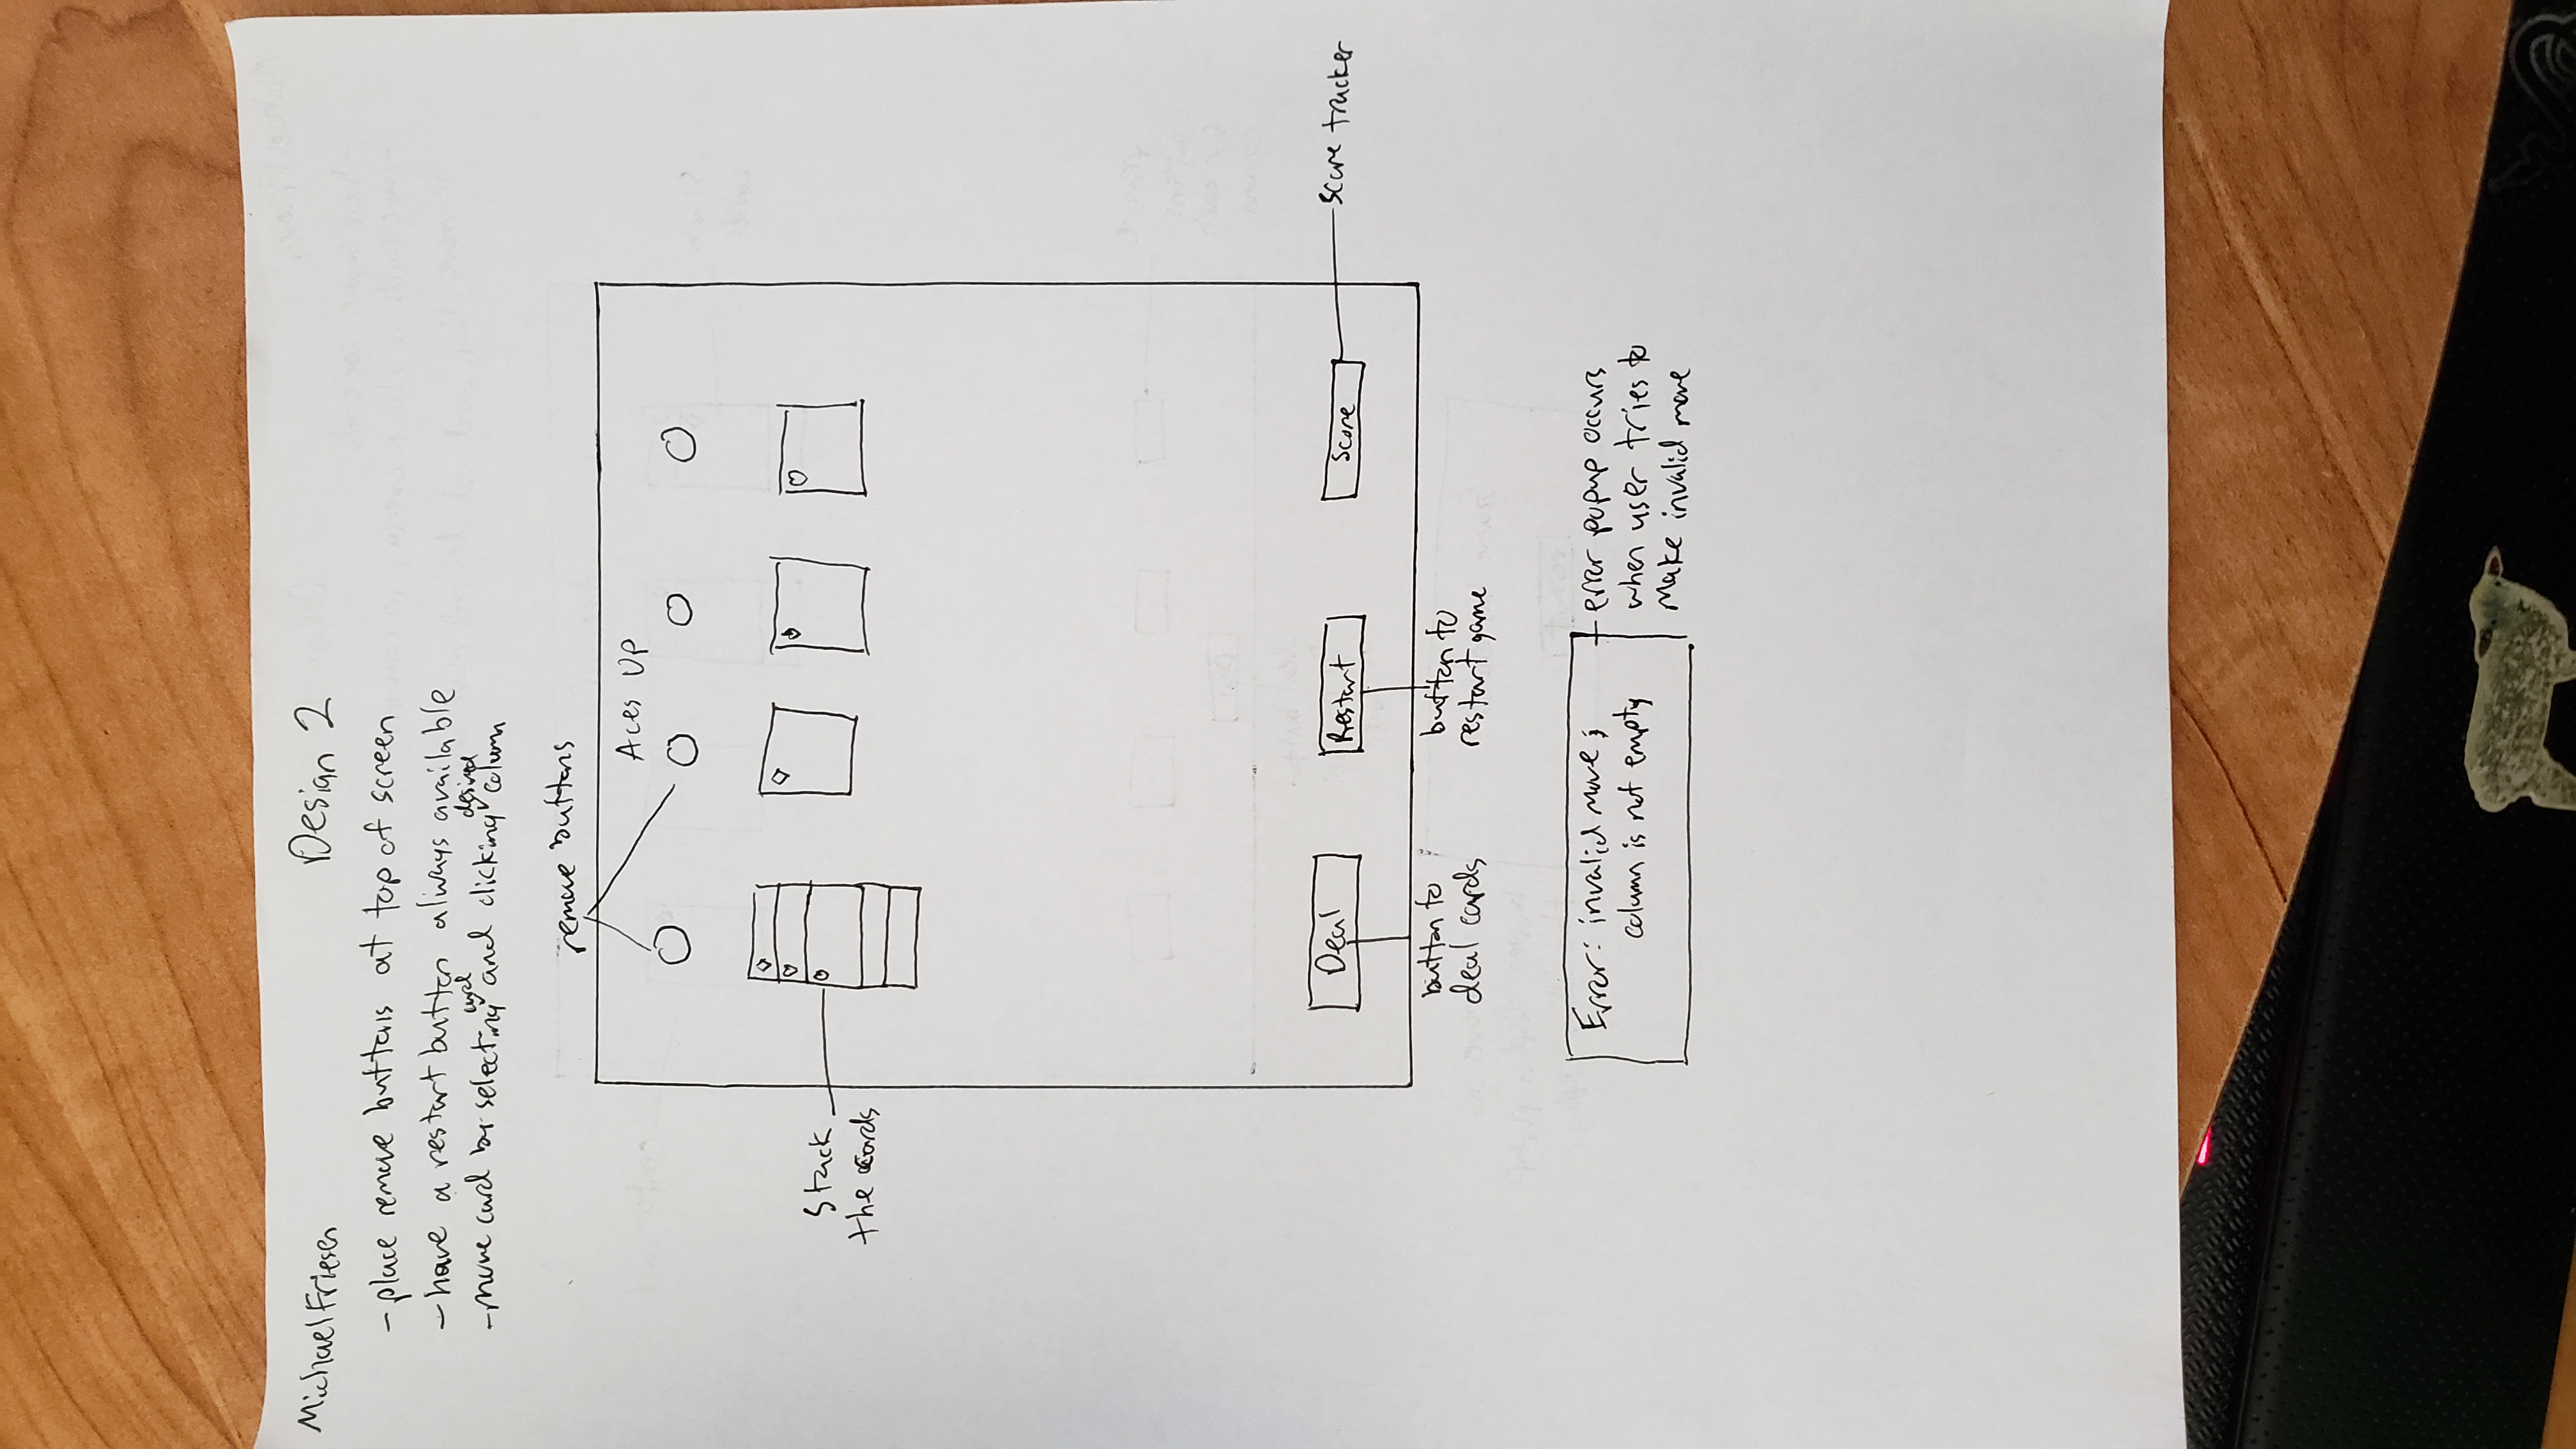 Michael Friesen
Design 2
- place remove buttons at top of screen
- have a restart button always available
- move card by selecting card and clicking desired column
remove buttons
Aces Up
Stack
the cards
Deal
Restart
Score
score tracker
button to
deal cards
button to
restart game
Error: invalid move;
column is not empty
error popup occurs
when user tries to
make invalid move